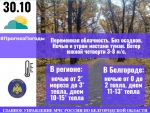 30.10
#ПрогнозПогоды
Переменная облачность. Без осадков.
Ночью и утром местами туман. Ветер
южной четверти 3-8 м/с.
В регионе:
ночью от 2°
мороза до 3°
тепла, днем
10-15° тепла
В Белгороде:
ночью от 0 до
2 тепла, днем
11-13° тепла
ГЛАВНОЕ УПРАВЛЕНИЕ МЧС РОССИИ ПО БЕЛГОРОДСКОЙ ОБЛАСТИ